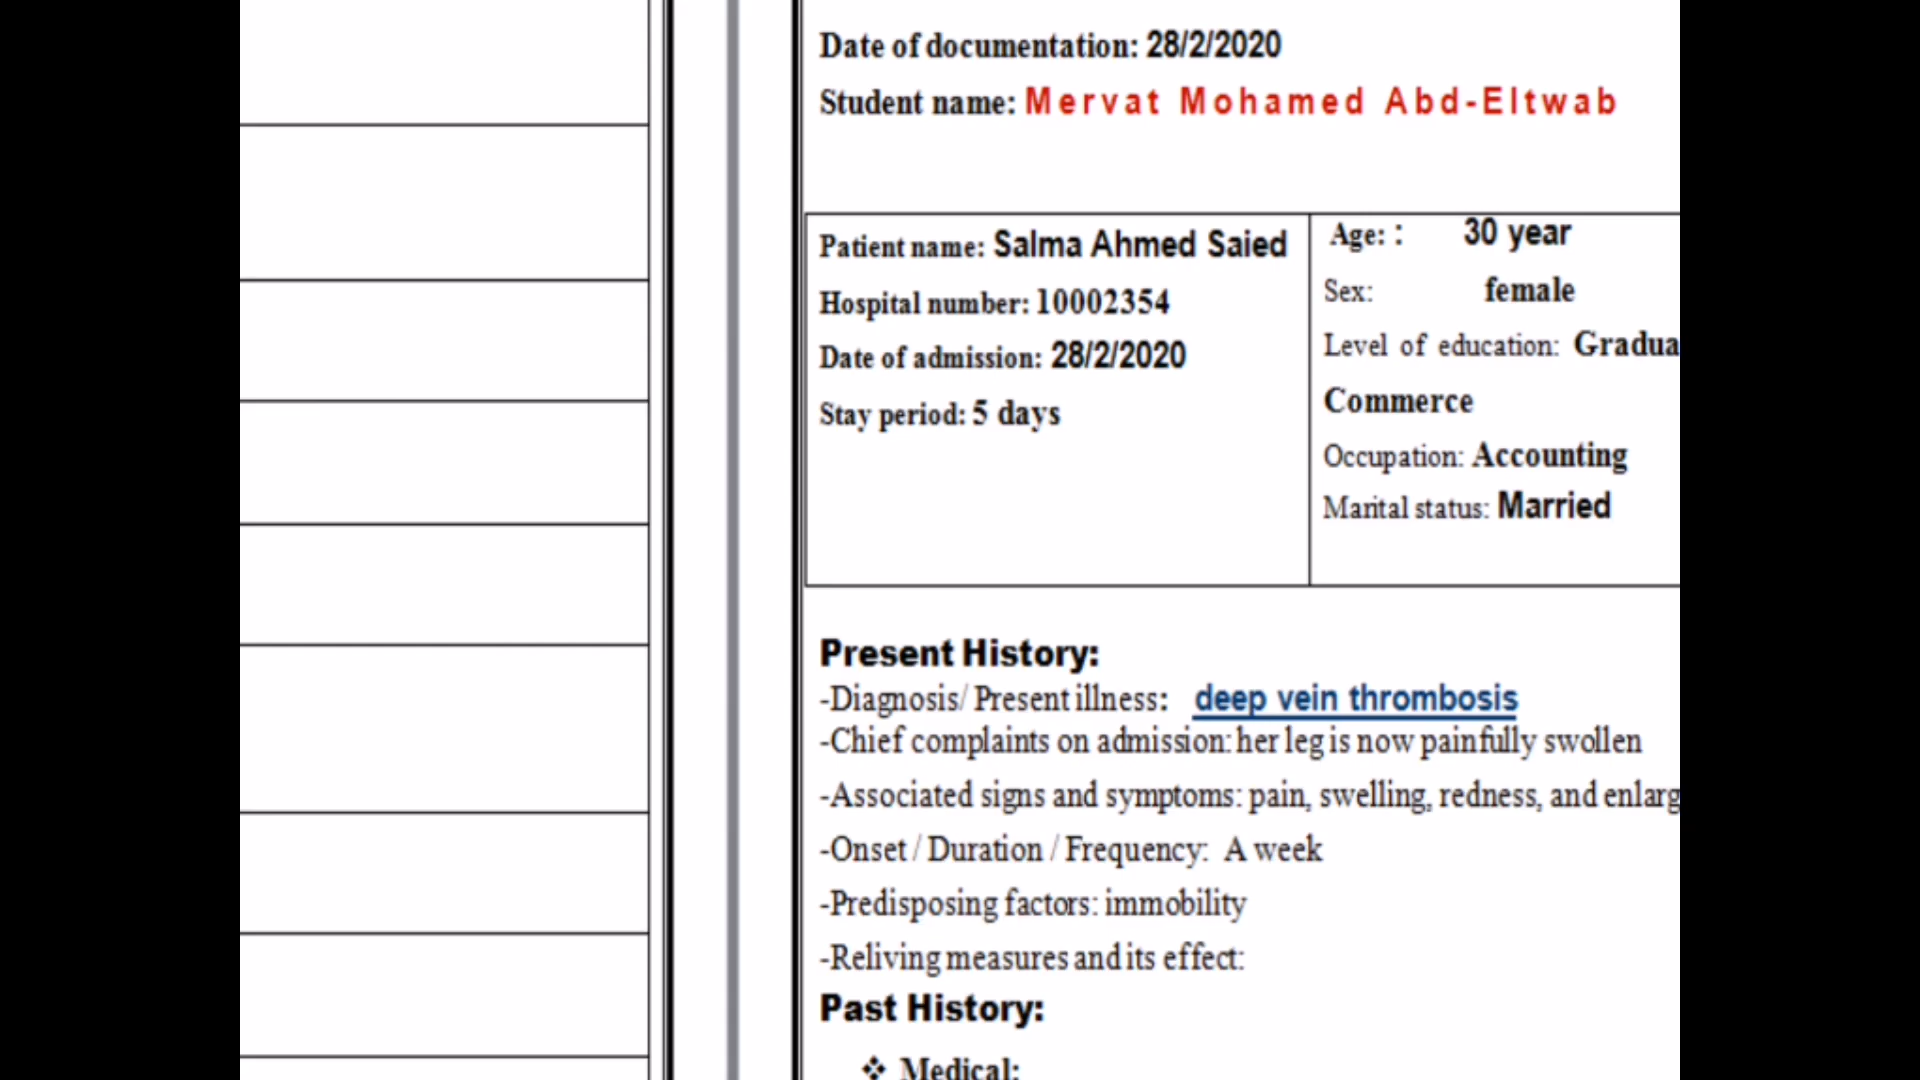 Date of documentation: 28/2/2020
Student name: Mervat Mohamed Abd-Eltwab
Patient name: Salma Ahmed Saied
Hospital number: 10002354
Date of admission: 28/2/2020
Stay period: 5 days
Age: : 30 year
Sex: female
Level of education: Gradua
Commerce
Occupation: Accounting
Marital status: Married
Present History:
-Diagnosis/ Present illness: deep vein thrombosis
-Chief complaints on admission: her leg is now painfully swollen
-Associated signs and symptoms: pain, swelling, redness, and enlarg
-Onset / Duration / Frequency: A week
-Predisposing factors: immobility
-Reliving measures and its effect:
Past History:
❖ Medical: